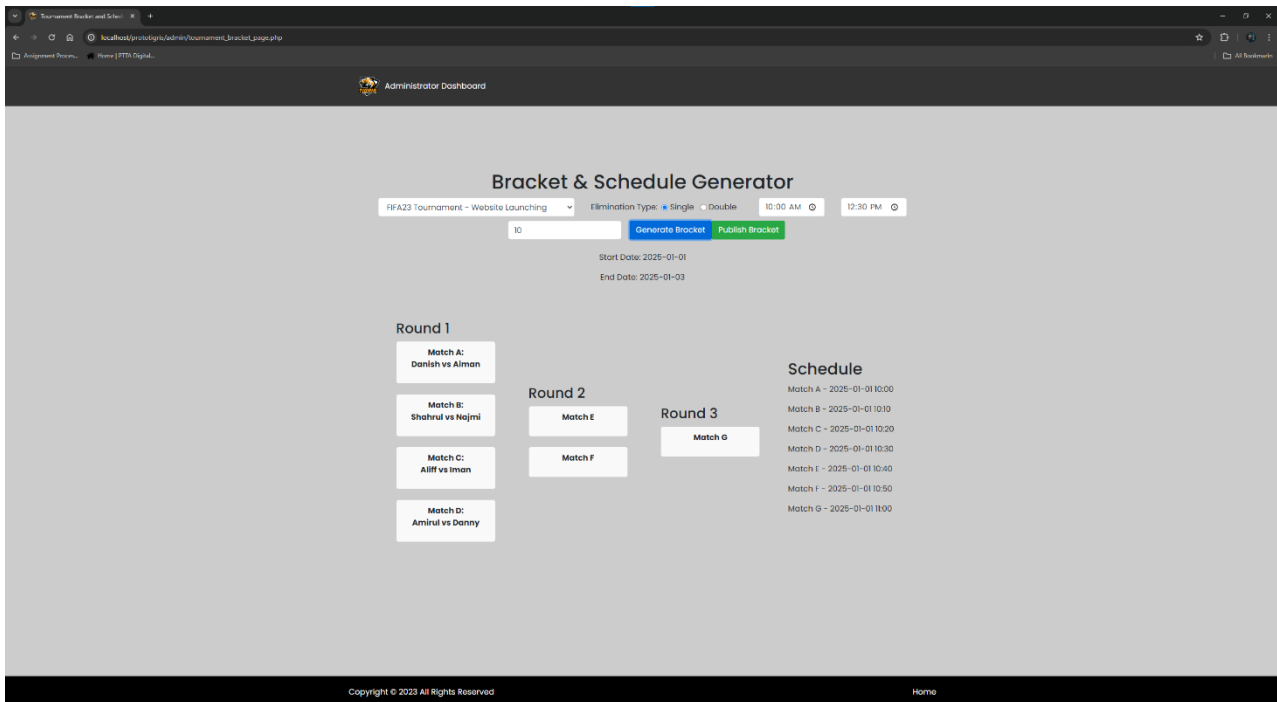 Tournament Bracket and Sched
localhost/prototigris/admin/tournament_bracket_page.php
Assignment Proces... Home | PTTA Digital... All Bookmarks
Administrator Dashboard
Bracket & Schedule Generator
FIFA23 Tournament - Website Launching Elimination Type: Single Double 10:00 AM 12:30 PM
10 Generate Bracket Publish Bracket
Start Date: 2025-01-01
End Date: 2025-01-03
Round 1
Match A:
Danish vs Aiman
Match B:
Shahrul vs Najmi
Match C:
Aliff vs Iman
Match D:
Amirul vs Danny
Round 2
Match E
Match F
Round 3
Match G
Schedule
Match A - 2025-01-01 10:00
Match B - 2025-01-01 10:10
Match C - 2025-01-01 10:20
Match D - 2025-01-01 10:30
Match E - 2025-01-01 10:40
Match F - 2025-01-01 10:50
Match G - 2025-01-01 11:00
Copyright © 2023 All Rights Reserved Home